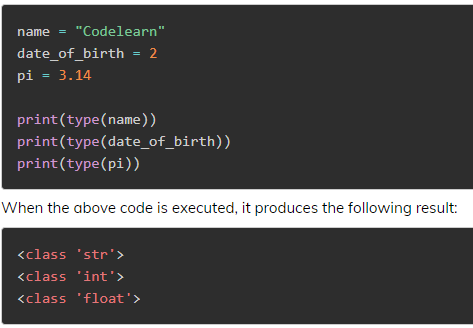 name = "Codelearn"
date_of_birth = 2
pi = 3.14
print(type(name))
print(type(date_of_birth))
print(type(pi))
When the above code is executed, it produces the following result:
<class 'str'>
<class 'int'>
<class 'float'>